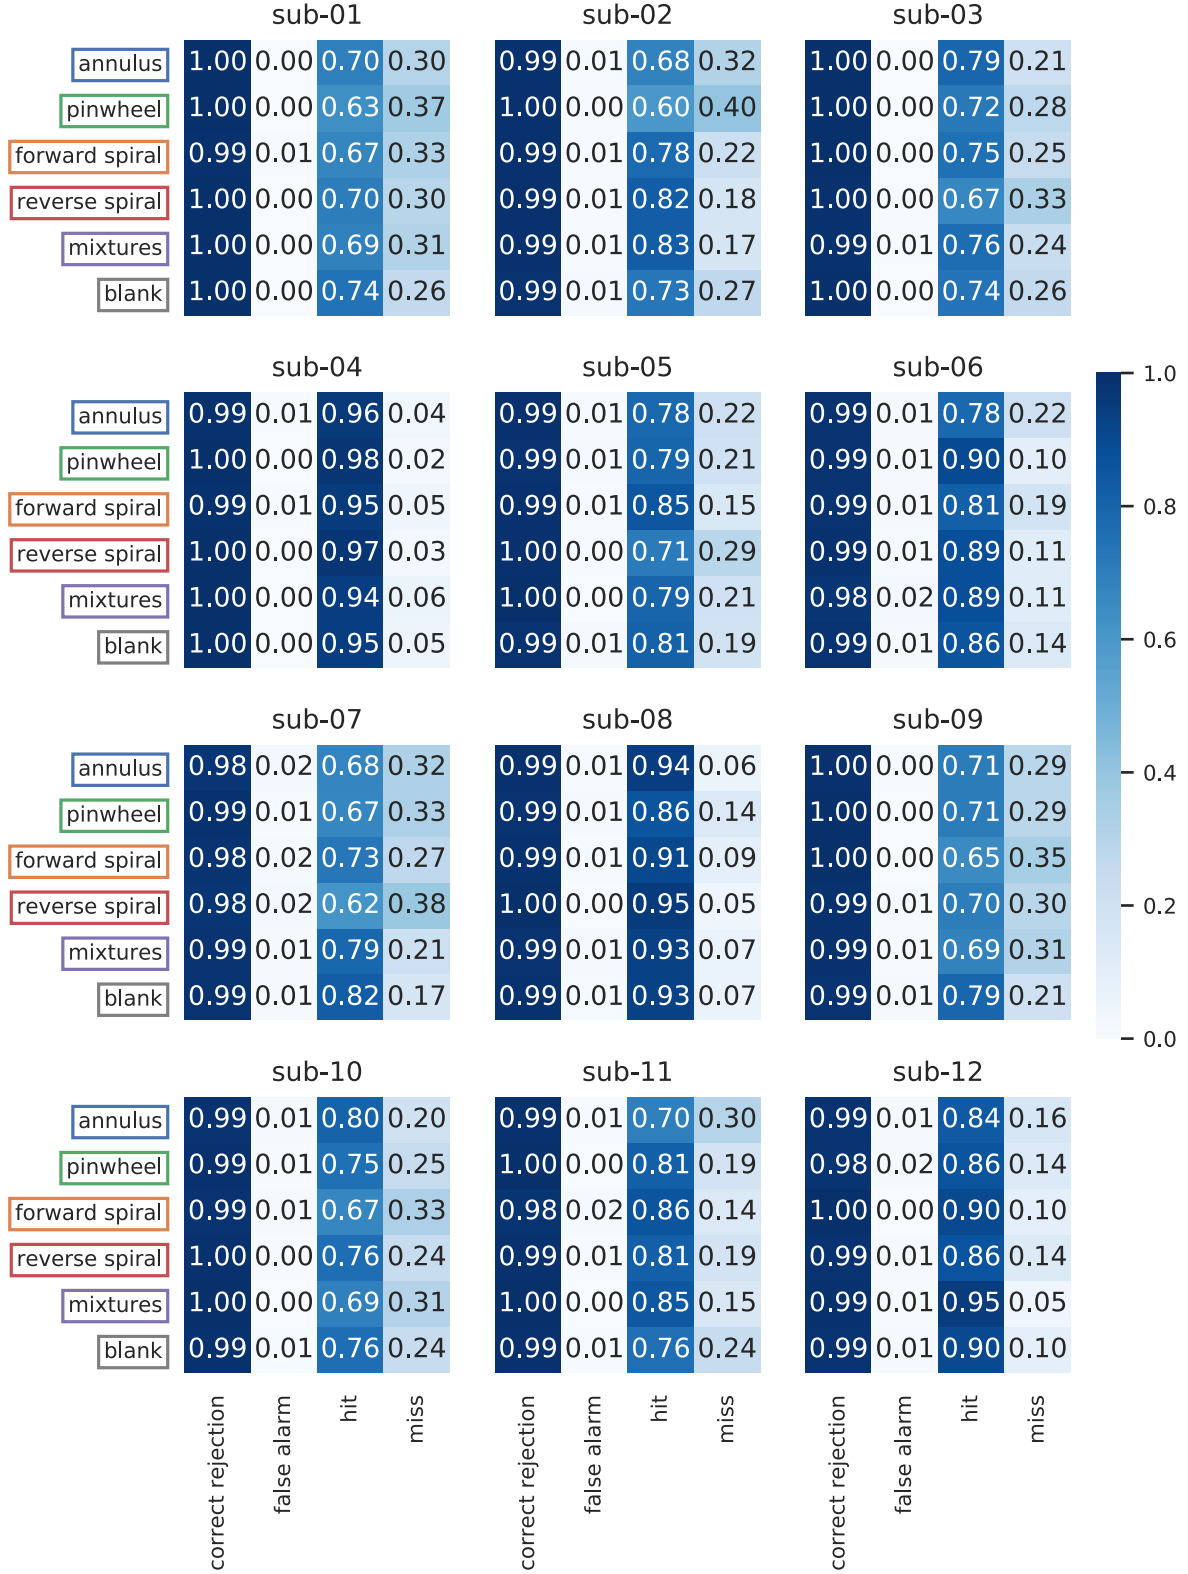 sub-01 sub-02 sub-03
annulus 1.00 0.00 0.70 0.30 0.99 0.01 0.68 0.32 1.00 0.00 0.79 0.21
pinwheel 1.00 0.00 0.63 0.37 1.00 0.00 0.60 0.40 1.00 0.00 0.72 0.28
forward spiral 0.99 0.01 0.67 0.33 0.99 0.01 0.78 0.22 1.00 0.00 0.75 0.25
reverse spiral 1.00 0.00 0.70 0.30 0.99 0.01 0.82 0.18 1.00 0.00 0.67 0.33
mixtures 1.00 0.00 0.69 0.31 0.99 0.01 0.83 0.17 0.99 0.01 0.76 0.24
blank 1.00 0.00 0.74 0.26 0.99 0.01 0.73 0.27 1.00 0.00 0.74 0.26
sub-04 sub-05 sub-06
annulus 0.99 0.01 0.96 0.04 0.99 0.01 0.78 0.22 0.99 0.01 0.78 0.22
pinwheel 1.00 0.00 0.98 0.02 0.99 0.01 0.79 0.21 0.99 0.01 0.90 0.10
forward spiral 0.99 0.01 0.95 0.05 0.99 0.01 0.85 0.15 0.99 0.01 0.81 0.19
reverse spiral 1.00 0.00 0.97 0.03 1.00 0.00 0.71 0.29 0.99 0.01 0.89 0.11
mixtures 1.00 0.00 0.94 0.06 1.00 0.00 0.79 0.21 0.98 0.02 0.89 0.11
blank 1.00 0.00 0.95 0.05 0.99 0.01 0.81 0.19 0.99 0.01 0.86 0.14
sub-07 sub-08 sub-09
annulus 0.98 0.02 0.68 0.32 0.99 0.01 0.94 0.06 1.00 0.00 0.71 0.29
pinwheel 0.99 0.01 0.67 0.33 0.99 0.01 0.86 0.14 1.00 0.00 0.71 0.29
forward spiral 0.98 0.02 0.73 0.27 0.99 0.01 0.91 0.09 1.00 0.00 0.65 0.35
reverse spiral 0.98 0.02 0.62 0.38 1.00 0.00 0.95 0.05 0.99 0.01 0.70 0.30
mixtures 0.99 0.01 0.79 0.21 0.99 0.01 0.93 0.07 0.99 0.01 0.69 0.31
blank 0.99 0.01 0.82 0.17 0.99 0.01 0.93 0.07 0.99 0.01 0.79 0.21
sub-10 sub-11 sub-12
annulus 0.99 0.01 0.80 0.20 0.99 0.01 0.70 0.30 0.99 0.01 0.84 0.16
pinwheel 0.99 0.01 0.75 0.25 1.00 0.00 0.81 0.19 0.98 0.02 0.86 0.14
forward spiral 0.99 0.01 0.67 0.33 0.98 0.02 0.86 0.14 1.00 0.00 0.90 0.10
reverse spiral 1.00 0.00 0.76 0.24 0.99 0.01 0.81 0.19 0.99 0.01 0.86 0.14
mixtures 1.00 0.00 0.69 0.31 1.00 0.00 0.85 0.15 0.99 0.01 0.95 0.05
blank 0.99 0.01 0.76 0.24 0.99 0.01 0.76 0.24 0.99 0.01 0.90 0.10
correct rejection false alarm hit miss correct rejection false alarm hit miss correct rejection false alarm hit miss
1.0
0.8
0.6
0.4
0.2
0.0